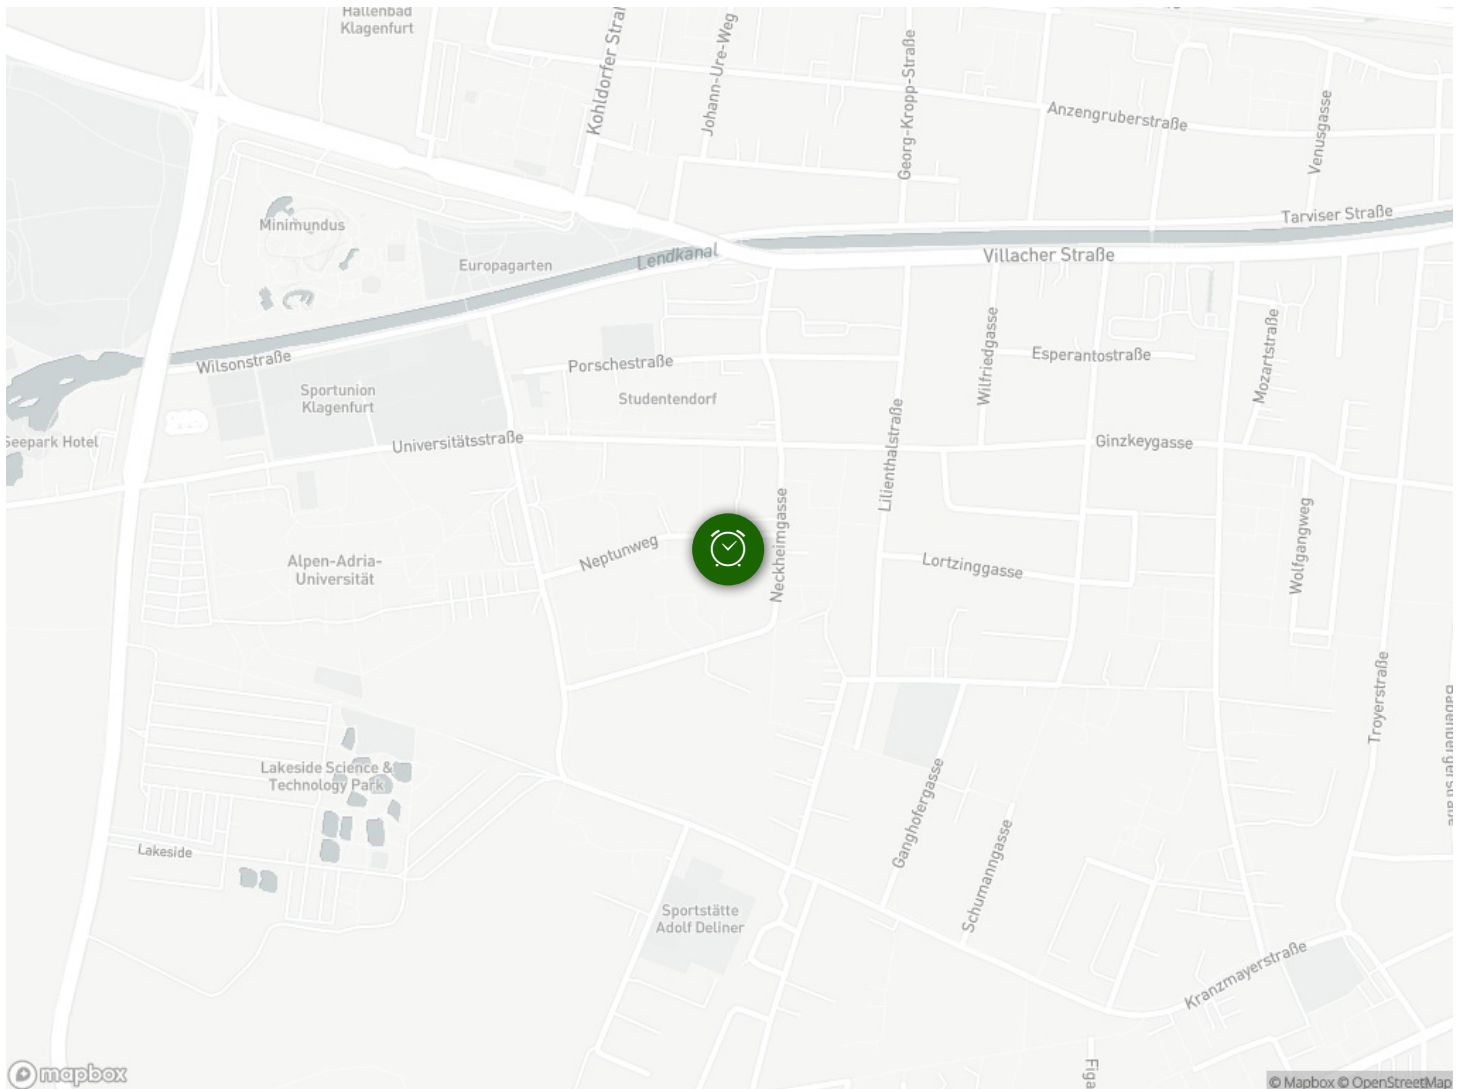 Hallenbad
Klagenfurt
Kohldorfer
Johann-Ure-Weg
Georg-Kropp-Straße
Anzengruberstraße
Venusgasse
Minimundus
Europagarten
Lendkanal
Tarviser Straße
Villacher Straße
Wilsonstraße
Sportunion
Klagenfurt
Porschestraße
Studentendorf
Wilfriedgasse
Esperantostraße
Mozartstraße
Seepark Hotel
Universitätsstraße
Lilienthalstraße
Ginzkeygasse
Neckheimgasse
Neptunweg
Alpen-Adria-
Universität
Lortzinggasse
Wolfgangweg
Troyerstraße
Lakeside Science &
Technology Park
Lakeside
Ganghofergasse
Schumanngasse
Sportstätte
Adolf Deliner
Kranzmayerstraße
Figa
mapbox
© Mapbox © OpenStreetMap